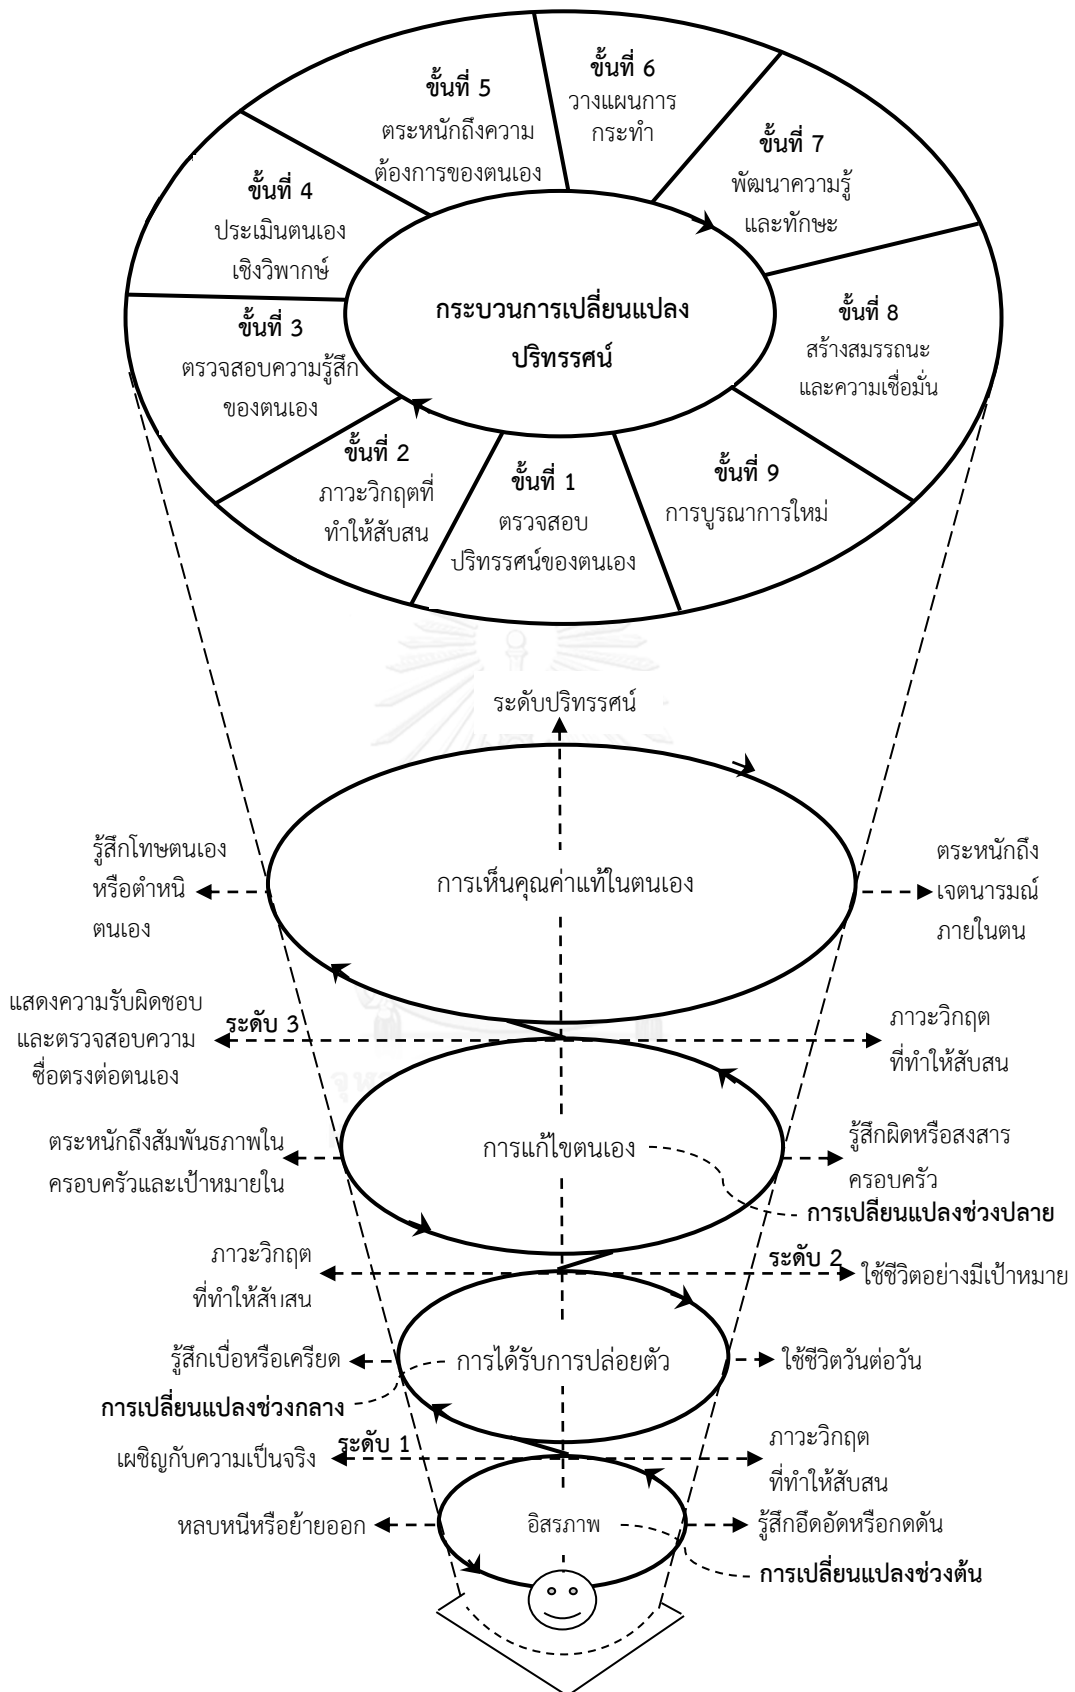 ขั้นที่ 6
วางแผนการ
กระทำ
ขั้นที่ 5
ตระหนักถึงความ
ต้องการของตนเอง
ขั้นที่ 7
พัฒนาความรู้
และทักษะ
ขั้นที่ 4
ประเมินตนเอง
เชิงวิพากษ์
กระบวนการเปลี่ยนแปลง
ปริทรรศน์
ขั้นที่ 8
สร้างสมรรถนะ
และความเชื่อมั่น
ขั้นที่ 3
ตรวจสอบความรู้สึก
ของตนเอง
ขั้นที่ 2
ภาวะวิกฤตที่
ทำให้สับสน
ขั้นที่ 1
ตรวจสอบ
ปริทรรศน์ของตนเอง
ขั้นที่ 9
การบูรณาการใหม่
ระดับปริทรรศน์
รู้สึกโทษตนเอง
หรือตำหนิ
ตนเอง
การเห็นคุณค่าแท้ในตนเอง
ตระหนักถึง
เจตนารมณ์
ภายในตน
แสดงความรับผิดชอบ
และตรวจสอบความ
ซื่อตรงต่อตนเอง
ระดับ 3
ภาวะวิกฤต
ที่ทำให้สับสน
ตระหนักถึงสัมพันธภาพใน
ครอบครัวและเป้าหมายใน
การแก้ไขตนเอง
รู้สึกผิดหรือสงสาร
ครอบครัว
การเปลี่ยนแปลงช่วงปลาย
ภาวะวิกฤต
ที่ทำให้สับสน
ระดับ 2
ใช้ชีวิตอย่างมีเป้าหมาย
รู้สึกเบื่อหรือเครียด
การได้รับการปล่อยตัว
ใช้ชีวิตวันต่อวัน
การเปลี่ยนแปลงช่วงกลาง
เผชิญกับความเป็นจริง
ระดับ 1
ภาวะวิกฤต
ที่ทำให้สับสน
หลบหนีหรือย้ายออก
อิสรภาพ
รู้สึกอึดอัดหรือกดดัน
การเปลี่ยนแปลงช่วงต้น